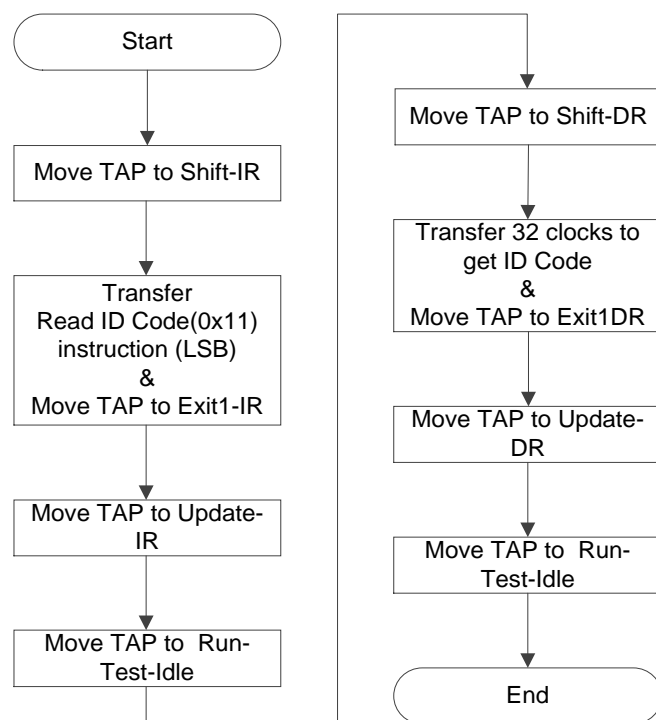 Start
Move TAP to Shift-IR
Transfer
Read ID Code(0x11)
instruction (LSB)
&
Move TAP to Exit1-IR
Move TAP to Update-
IR
Move TAP to  Run-
Test-Idle
Move TAP to Shift-DR
Transfer 32 clocks to
get ID Code
&
Move TAP to Exit1DR
Move TAP to Update-
DR
Move TAP to  Run-
Test-Idle
End